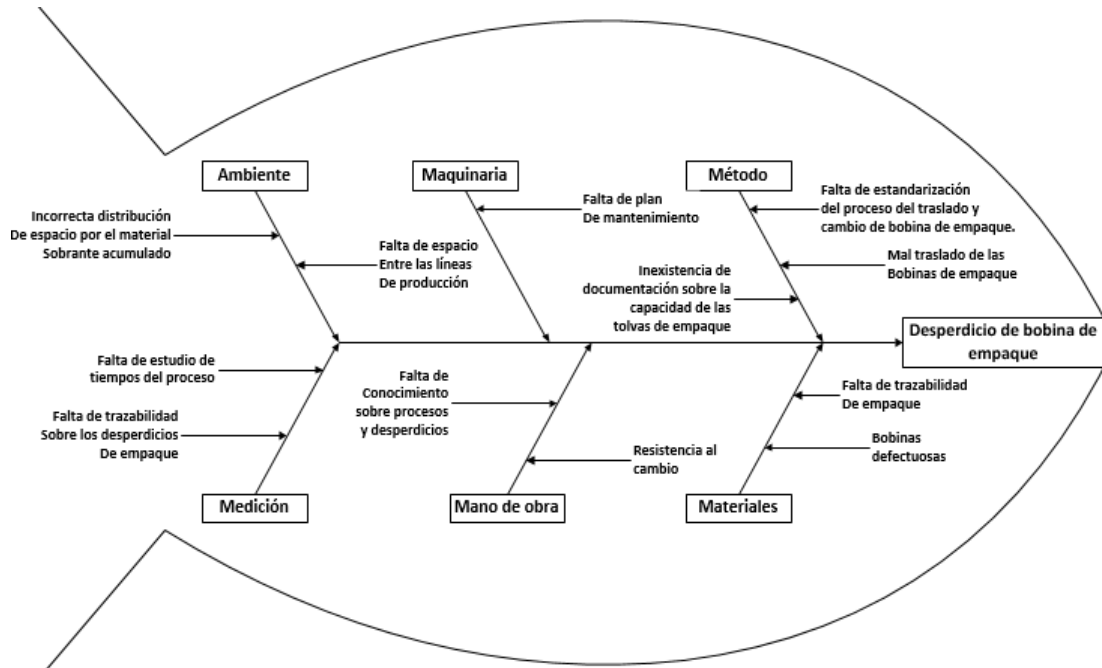 Ambiente
Maquinaria
Método
Incorrecta distribución
De espacio por el material
Sobrante acumulado
Falta de espacio
Entre las líneas
De producción
Falta de plan
De mantenimiento
Falta de estandarización
del proceso del traslado y
cambio de bobina de empaque.
Mal traslado de las
Bobinas de empaque
Inexistencia de
documentación sobre la
capacidad de las
tolvas de empaque
Desperdicio de bobina de
empaque
Falta de estudio de
tiempos del proceso
Falta de trazabilidad
Sobre los desperdicios
De empaque
Falta de
Conocimiento
sobre procesos
y desperdicios
Resistencia al
cambio
Falta de trazabilidad
De empaque
Bobinas
defectuosas
Medición
Mano de obra
Materiales